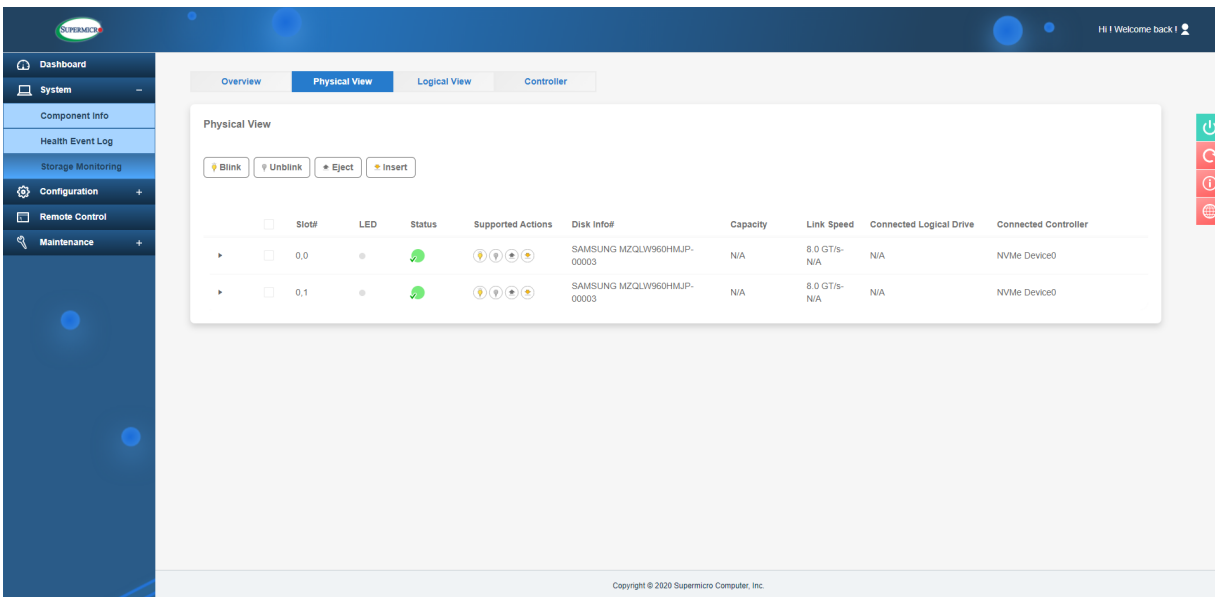 SUPERMICR
Hi ! Welcome back !
Dashboard
System −
Component Info
Health Event Log
Storage Monitoring
Configuration +
Remote Control
Maintenance +
Overview Physical View Logical View Controller
Physical View
Blink Unblink Eject Insert
Slot# LED Status Supported Actions Disk Info# Capacity Link Speed Connected Logical Drive Connected Controller
0,0 SAMSUNG MZQLW960HMJP-00003 N/A 8.0 GT/s-N/A N/A NVMe Device0
0,1 SAMSUNG MZQLW960HMJP-00003 N/A 8.0 GT/s-N/A N/A NVMe Device0
Copyright © 2020 Supermicro Computer, Inc.